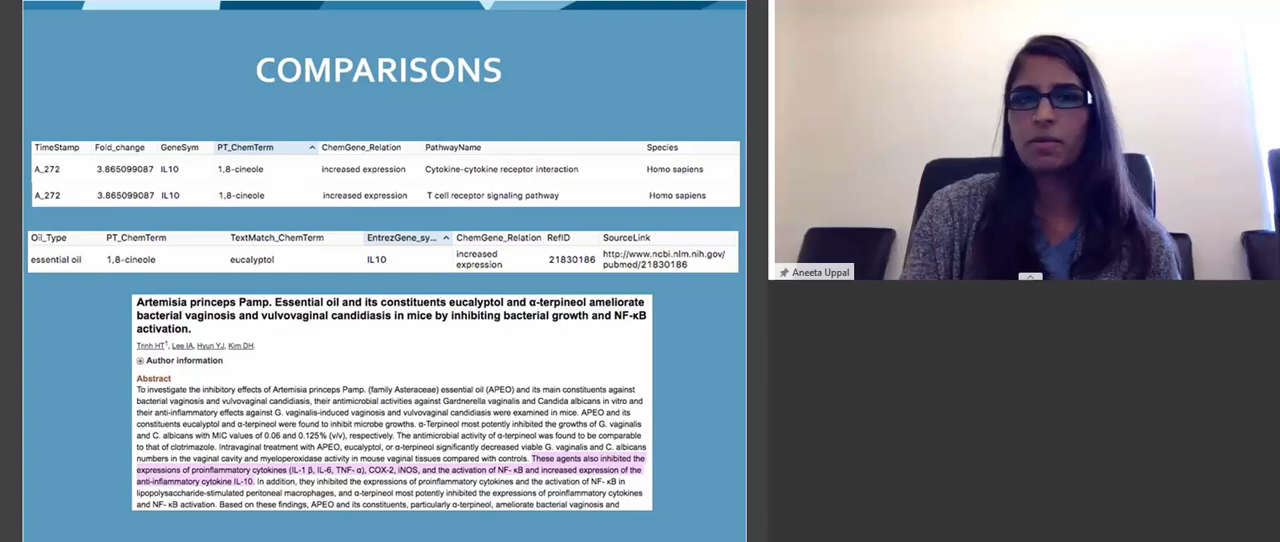 COMPARISONS
TimeStamp Fold_change GeneSym PT_ChemTerm ChemGene_Relation PathwayName Species
A_272 3.865099087 IL10 1,8-cineole increased expression Cytokine-cytokine receptor interaction Homo sapiens
A_272 3.865099087 IL10 1,8-cineole increased expression T cell receptor signaling pathway Homo sapiens
Oil_Type PT_ChemTerm TextMatch_ChemTerm EntrezGene_sy... ChemGene_Relation RefID SourceLink
essential oil 1,8-cineole eucalyptol IL10 increased expression 21830186 http://www.ncbi.nlm.nih.gov/pubmed/21830186
Artemisia princeps Pamp. Essential oil and its constituents eucalyptol and α-terpineol ameliorate
bacterial vaginosis and vulvovaginal candidiasis in mice by inhibiting bacterial growth and NF-κB
activation.
Trinh HT1, Lee IA, Hyun YJ, Kim DH.
Author information
Abstract
To investigate the inhibitory effects of Artemisia princeps Pamp. (family Asteraceae) essential oil (APEO) and its main constituents against
bacterial vaginosis and vulvovaginal candidiasis, their antimicrobial activities against Gardnerella vaginalis and Candida albicans in vitro and
their anti-inflammatory effects against G. vaginalis-induced vaginosis and vulvovaginal candidiasis were examined in mice. APEO and its
constituents eucalyptol and α-terpineol were found to inhibit microbe growths. α-Terpineol most potently inhibited the growths of G. vaginalis
and C. albicans with MIC values of 0.06 and 0.125% (v/v), respectively. The antimicrobial activity of α-terpineol was found to be comparable
to that of clotrimazole. Intravaginal treatment with APEO, eucalyptol, or α-terpineol significantly decreased viable G. vaginalis and C. albicans
numbers in the vaginal cavity and myeloperoxidase activity in mouse vaginal tissues compared with controls. These agents also inhibited the
expressions of proinflammatory cytokines (IL-1 β, IL-6, TNF- α), COX-2, iNOS, and the activation of NF- κB and increased expression of the
anti-inflammatory cytokine IL-10. In addition, they inhibited the expressions of proinflammatory cytokines and the activation of NF- κB in
lipopolysaccharide-stimulated peritoneal macrophages, and α-terpineol most potently inhibited the expressions of proinflammatory cytokines
and NF- κB activation. Based on these findings, APEO and its constituents, particularly α-terpineol, ameliorate bacterial vaginosis and
Aneeta Uppal